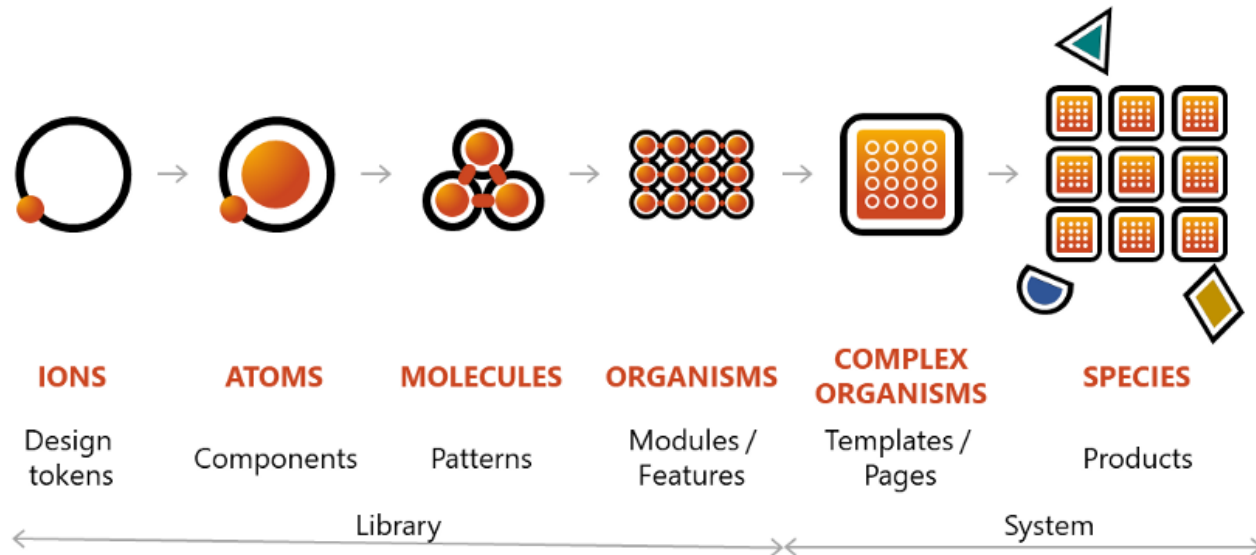 IONS
ATOMS
MOLECULES
ORGANISMS
COMPLEX
ORGANISMS
SPECIES
Design
tokens
Components
Patterns
Modules /
Features
Templates /
Pages
Products
Library
System